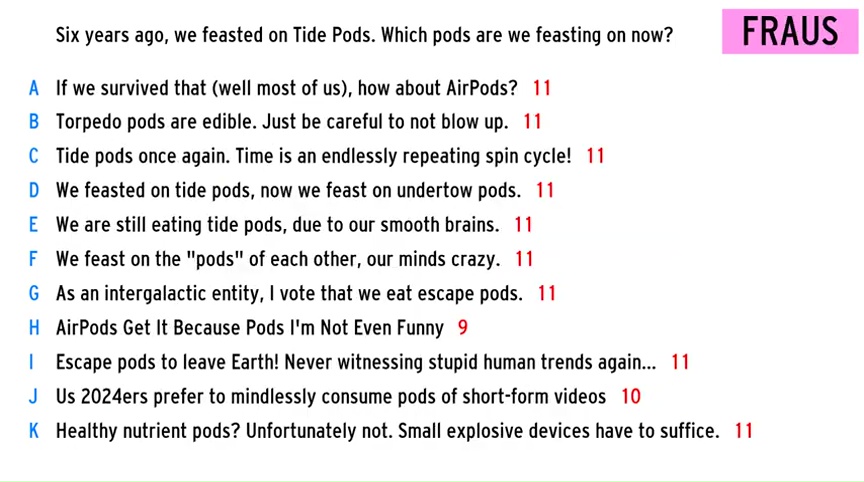 Six years ago, we feasted on Tide Pods. Which pods are we feasting on now?
FRAUS
A If we survived that (well most of us), how about AirPods? 11
B Torpedo pods are edible. Just be careful to not blow up. 11
C Tide pods once again. Time is an endlessly repeating spin cycle! 11
D We feasted on tide pods, now we feast on undertow pods. 11
E We are still eating tide pods, due to our smooth brains. 11
F We feast on the "pods" of each other, our minds crazy. 11
G As an intergalactic entity, I vote that we eat escape pods. 11
H AirPods Get It Because Pods I'm Not Even Funny 9
I Escape pods to leave Earth! Never witnessing stupid human trends again... 11
J Us 2024ers prefer to mindlessly consume pods of short-form videos 10
K Healthy nutrient pods? Unfortunately not. Small explosive devices have to suffice. 11